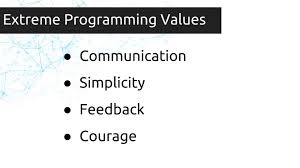 Extreme Programming Values
● Communication
● Simplicity
● Feedback
● Courage